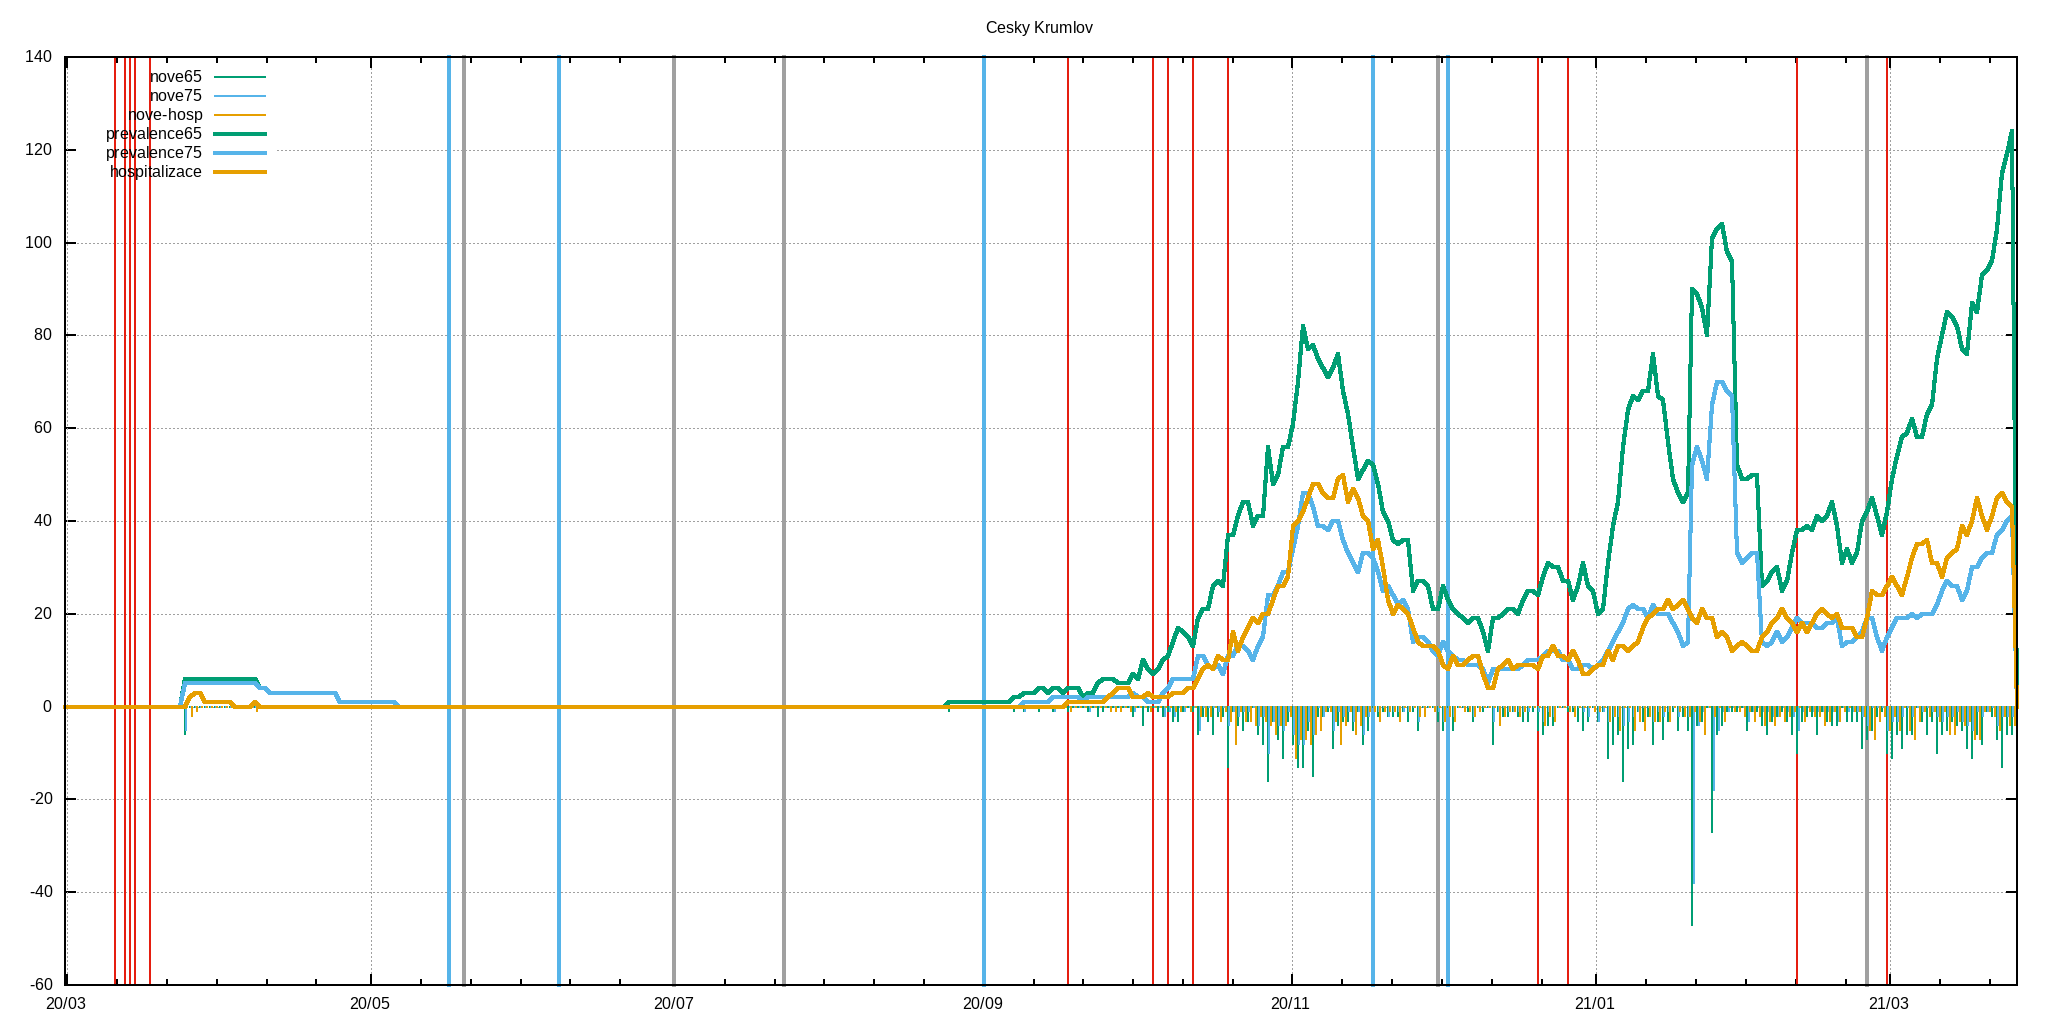 Cesky Krumlov
140
120
100
80
60
40
20
0
-20
-40
-60
nove65
nove75
nove-hosp
prevalence65
prevalence75
hospitalizace
20/03 20/05 20/07 20/09 20/11 21/01 21/03